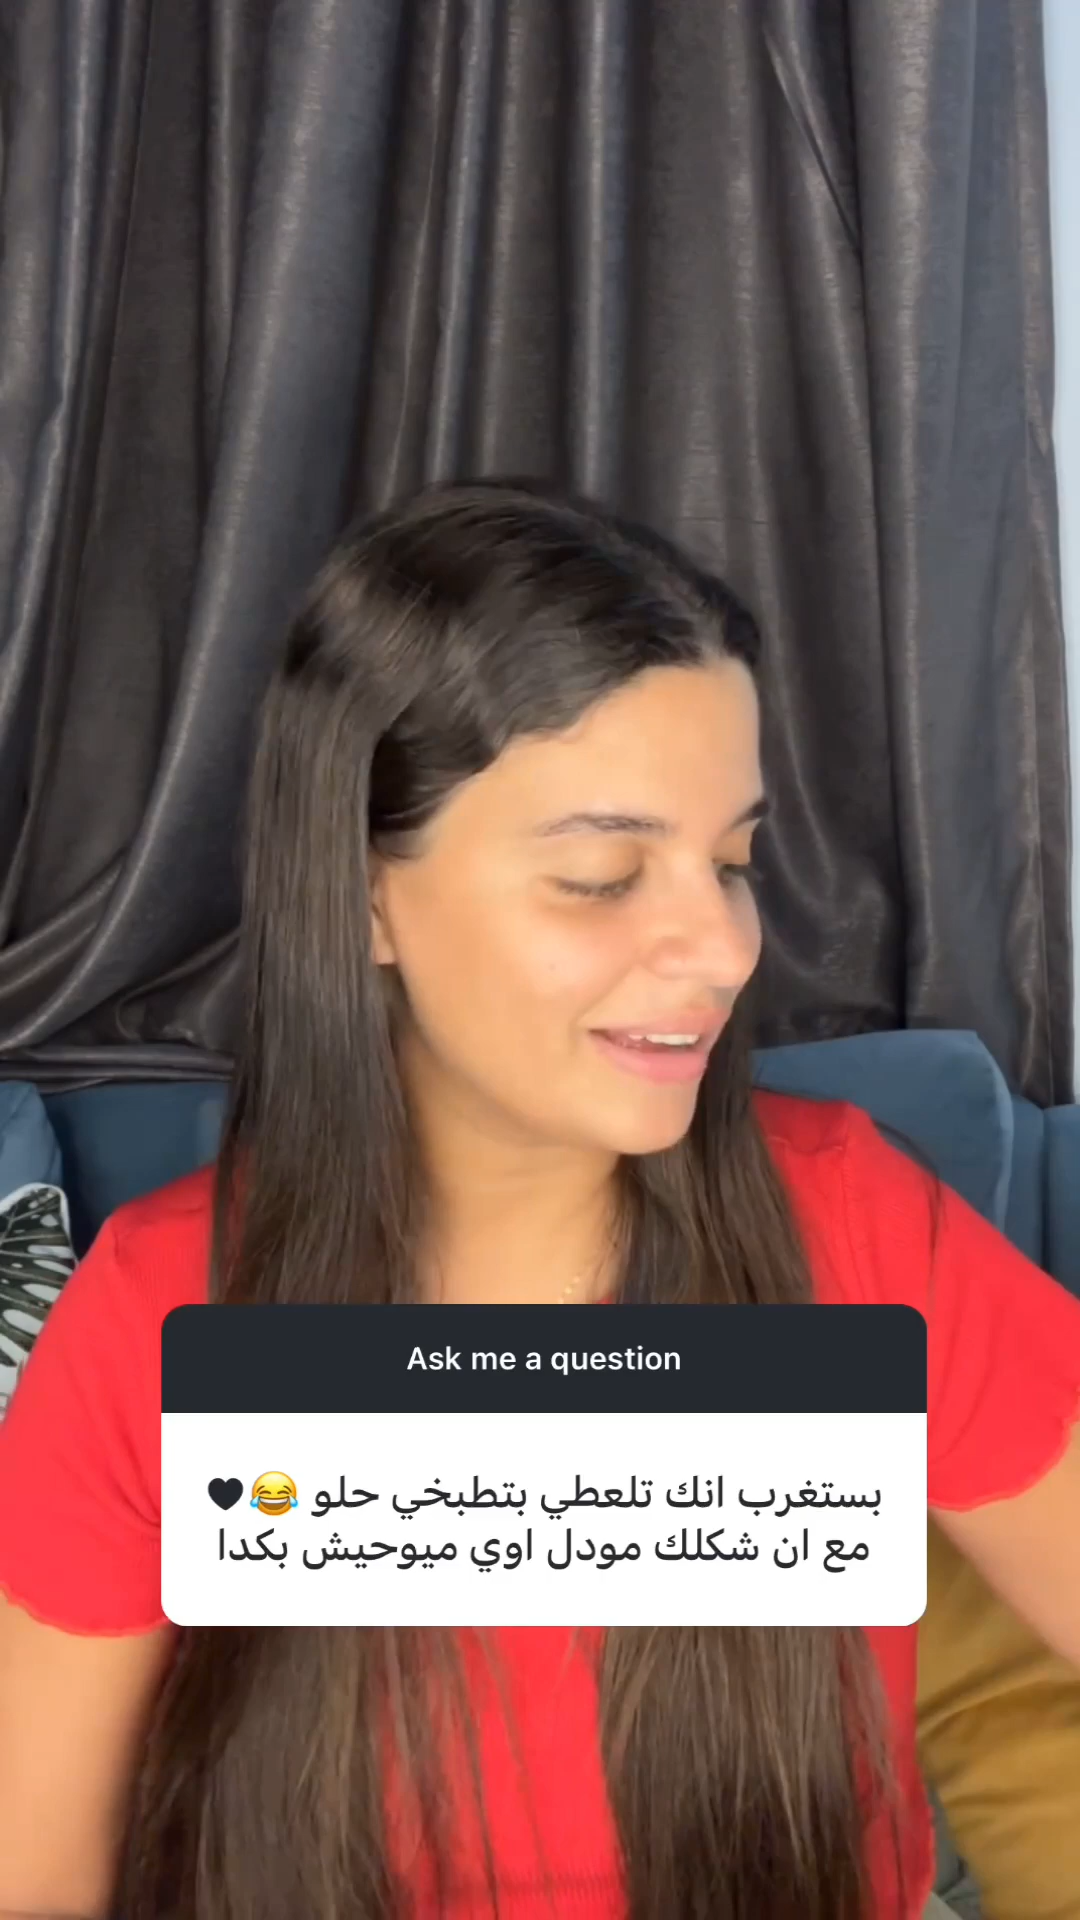 Ask me a question
بستغرب انك تلعطي بتطبخي حلو 😂🖤
مع ان شكلك مودل اوي ميوحيش بكدا